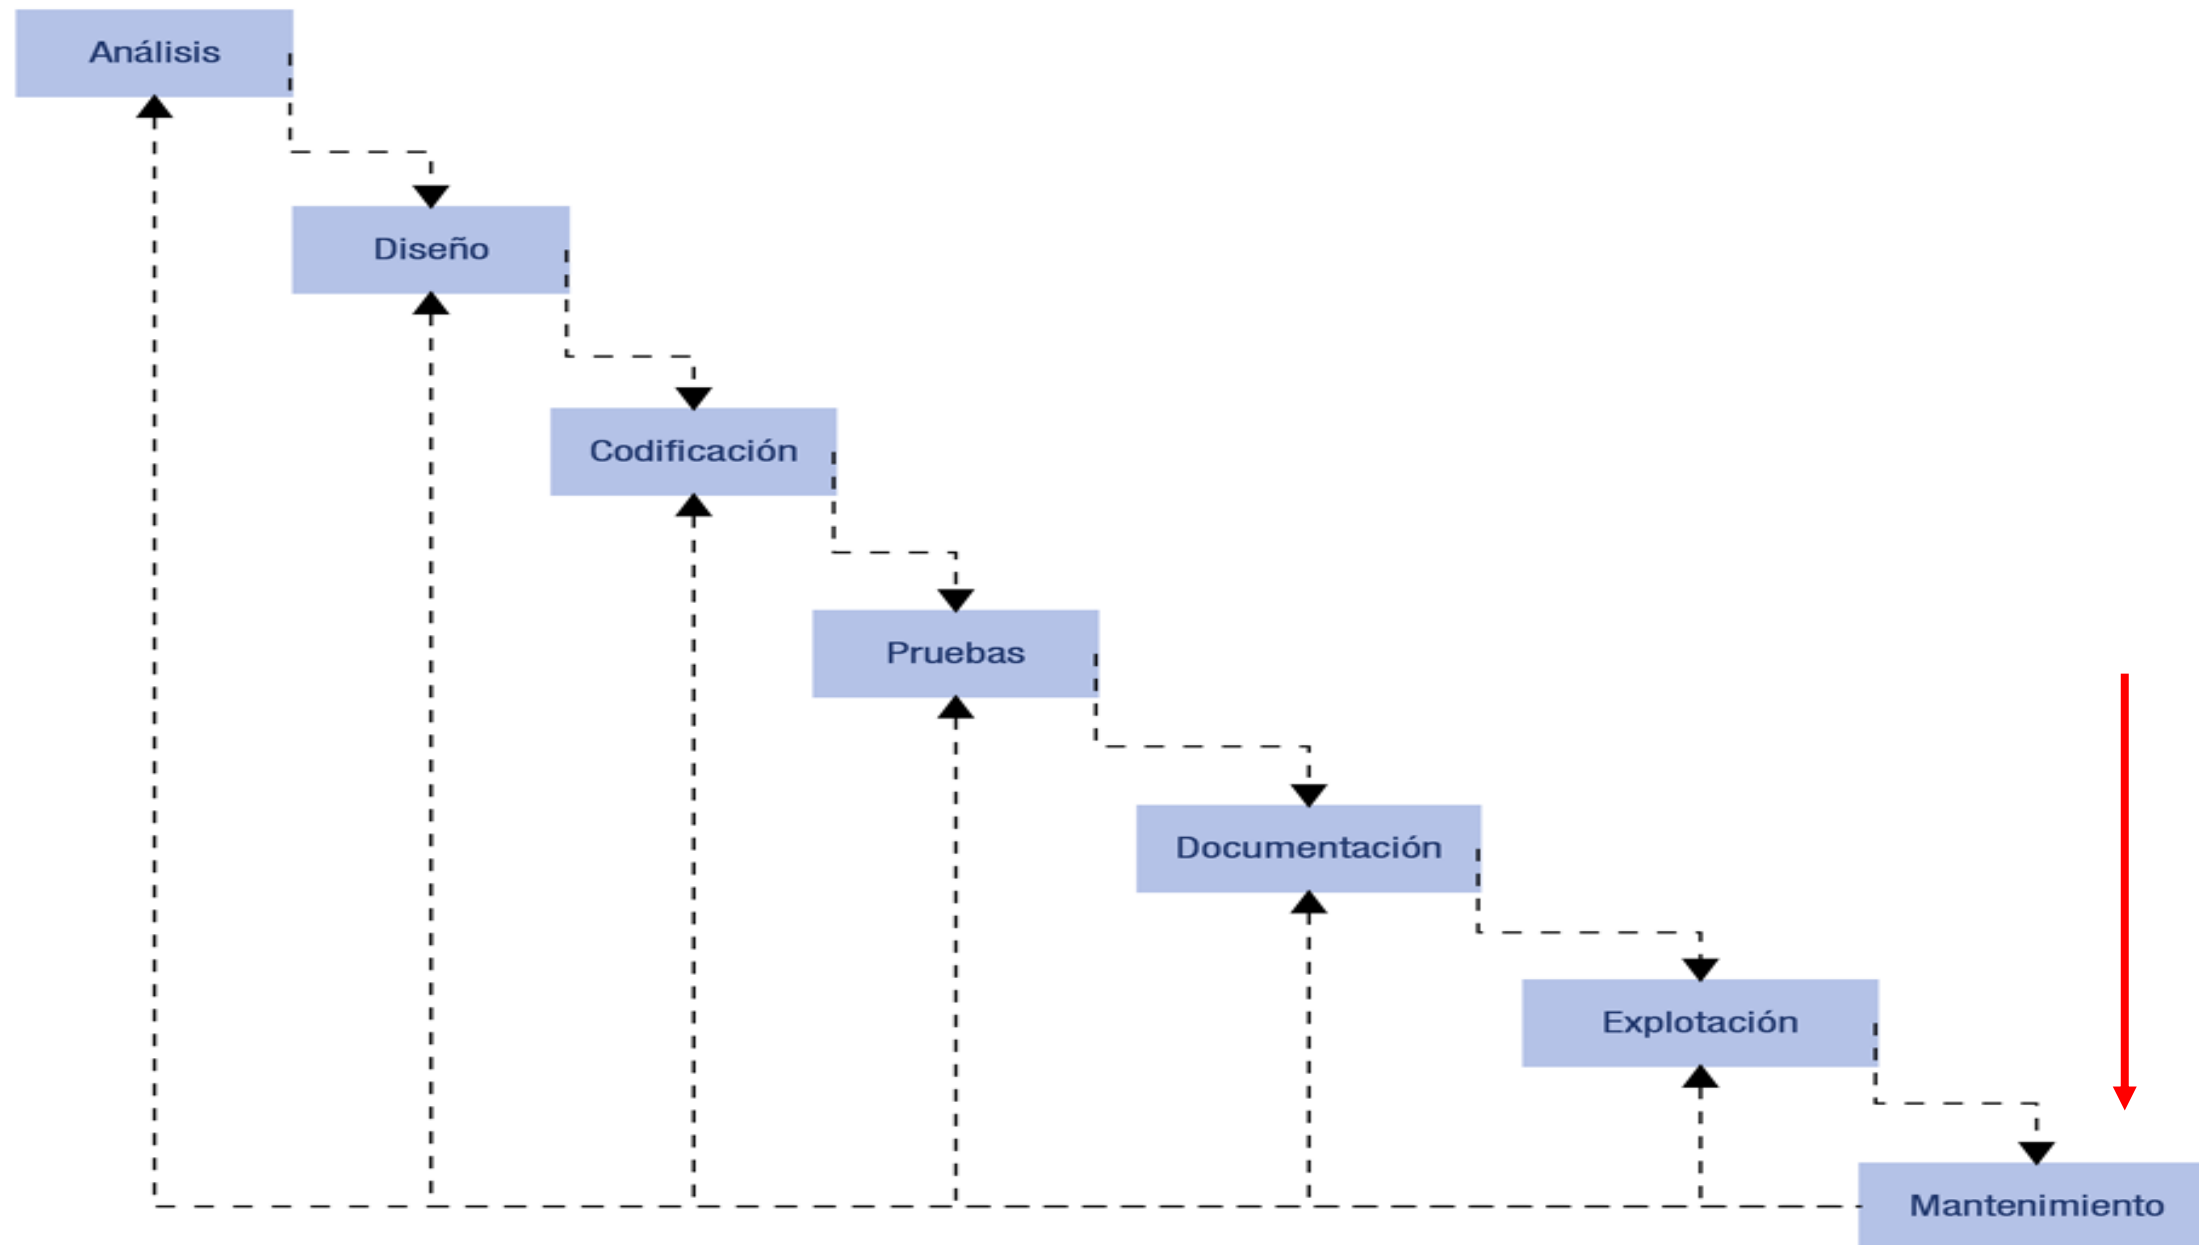 Análisis
Diseño
Codificación
Pruebas
Documentación
Explotación
Mantenimiento